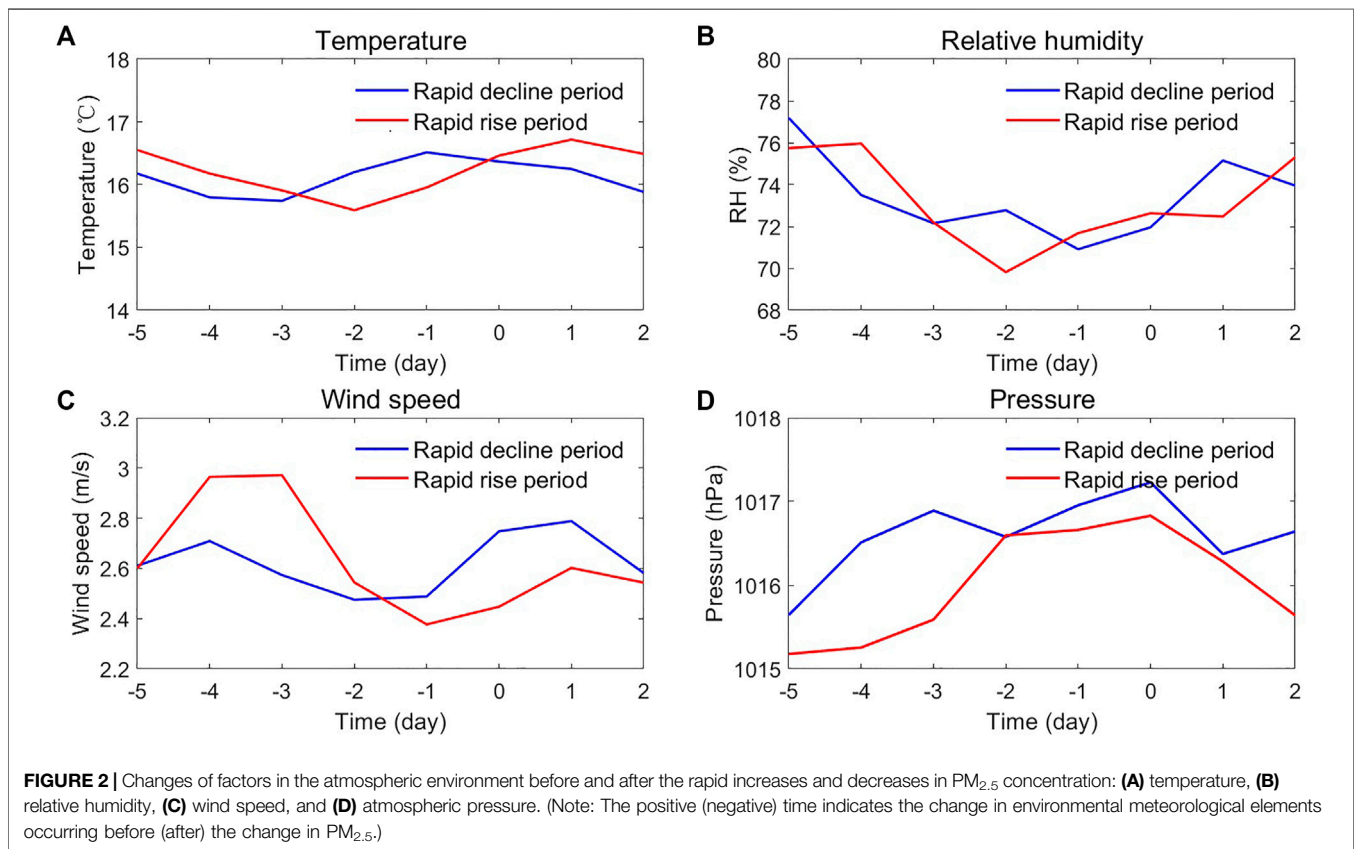 A
Temperature
Rapid decline period
Rapid rise period
18
17
16
15
14
Temperature (℃)
-5 -4 -3 -2 -1 0 1 2
Time (day)
B
Relative humidity
Rapid decline period
Rapid rise period
80
78
76
74
72
70
68
RH (%)
-5 -4 -3 -2 -1 0 1 2
Time (day)
C
Wind speed
Rapid decline period
Rapid rise period
3.2
3
2.8
2.6
2.4
2.2
Wind speed (m/s)
-5 -4 -3 -2 -1 0 1 2
Time (day)
D
Pressure
Rapid decline period
Rapid rise period
1018
1017
1016
1015
Pressure (hPa)
-5 -4 -3 -2 -1 0 1 2
Time (day)
FIGURE 2 | Changes of factors in the atmospheric environment before and after the rapid increases and decreases in PM2.5 concentration: (A) temperature, (B)
relative humidity, (C) wind speed, and (D) atmospheric pressure. (Note: The positive (negative) time indicates the change in environmental meteorological elements
occurring before (after) the change in PM2.5.)